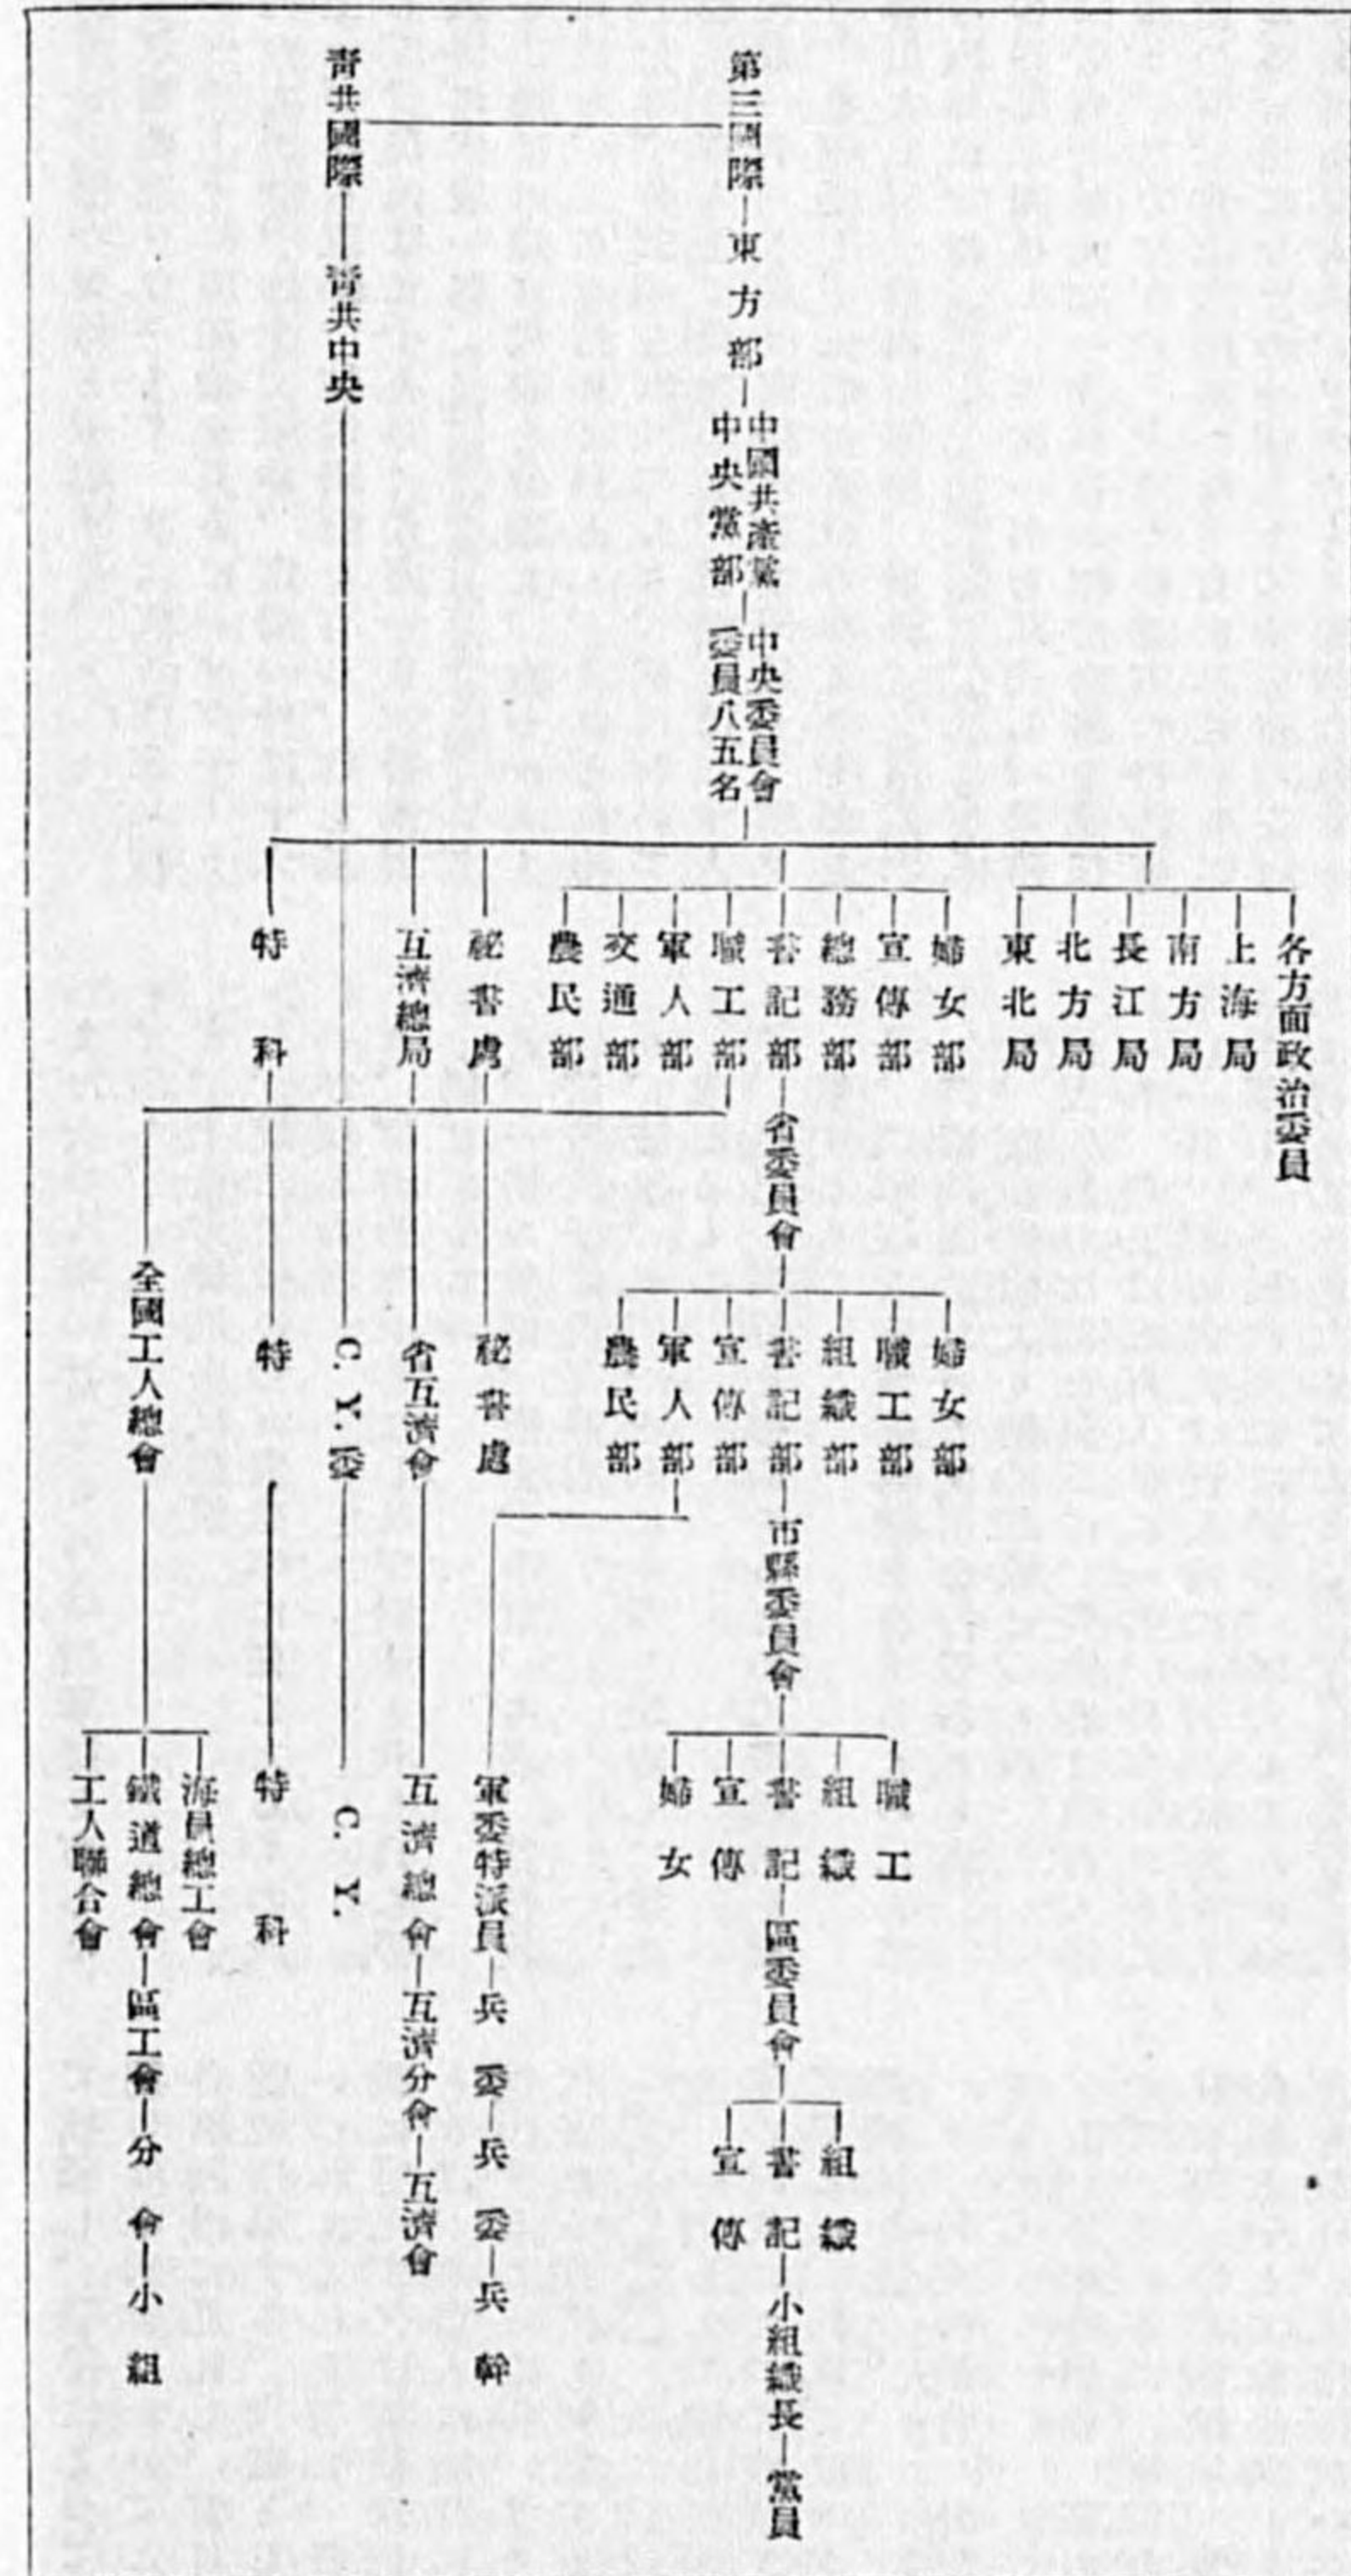 第三國際
東方部
中國共產黨
中央黨部
中央委員會
委員八五名
青共國際
青共中央
各方面政治委員
上海局
南方局
長江局
北方局
東北局
婦女部
宣傳部
總務部
書記部
職工部
軍人部
交通部
農民部
祕書處
互濟總局
特科
省委員會
婦女部
職工部
組織部
書記部
宣傳部
軍人部
農民部
祕書處
省互濟會
C. Y. 委
特
全國工人總會
市縣委員會
職工
組織
書記
宣傳
婦女
軍委特派員
兵委
兵委
兵幹
互濟總會
互濟分會
互濟會
C. Y.
特科
海員總工會
鐵道總會
區工會
分會
小組
工人聯合會
區委員會
組織
書記
宣傳
小組織長
黨員